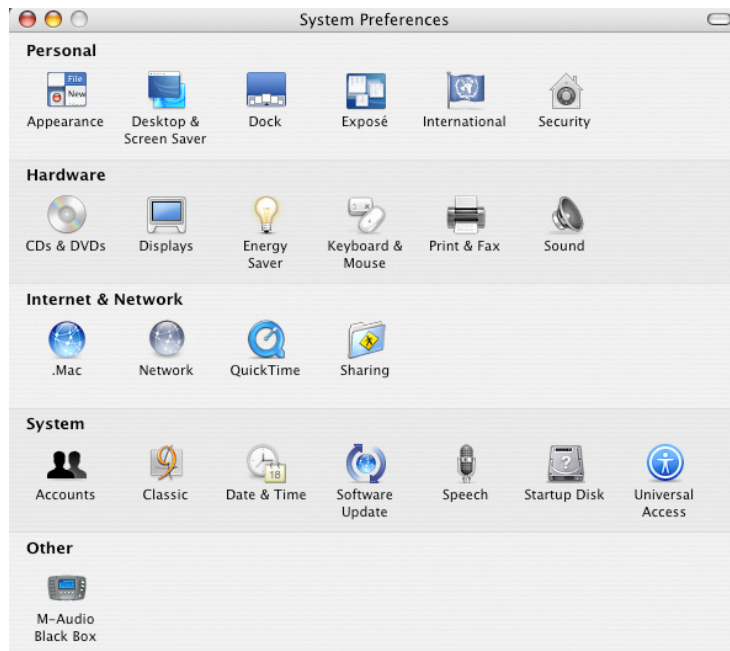 System Preferences
Personal
File
New
Appearance
Desktop &
Screen Saver
Dock
Exposé
International
Security
Hardware
CDs & DVDs
Displays
Energy
Saver
Keyboard &
Mouse
Print & Fax
Sound
Internet & Network
.Mac
Network
QuickTime
Sharing
System
9
18
?
Accounts
Classic
Date & Time
Software
Update
Speech
Startup Disk
Universal
Access
Other
M-Audio
Black Box